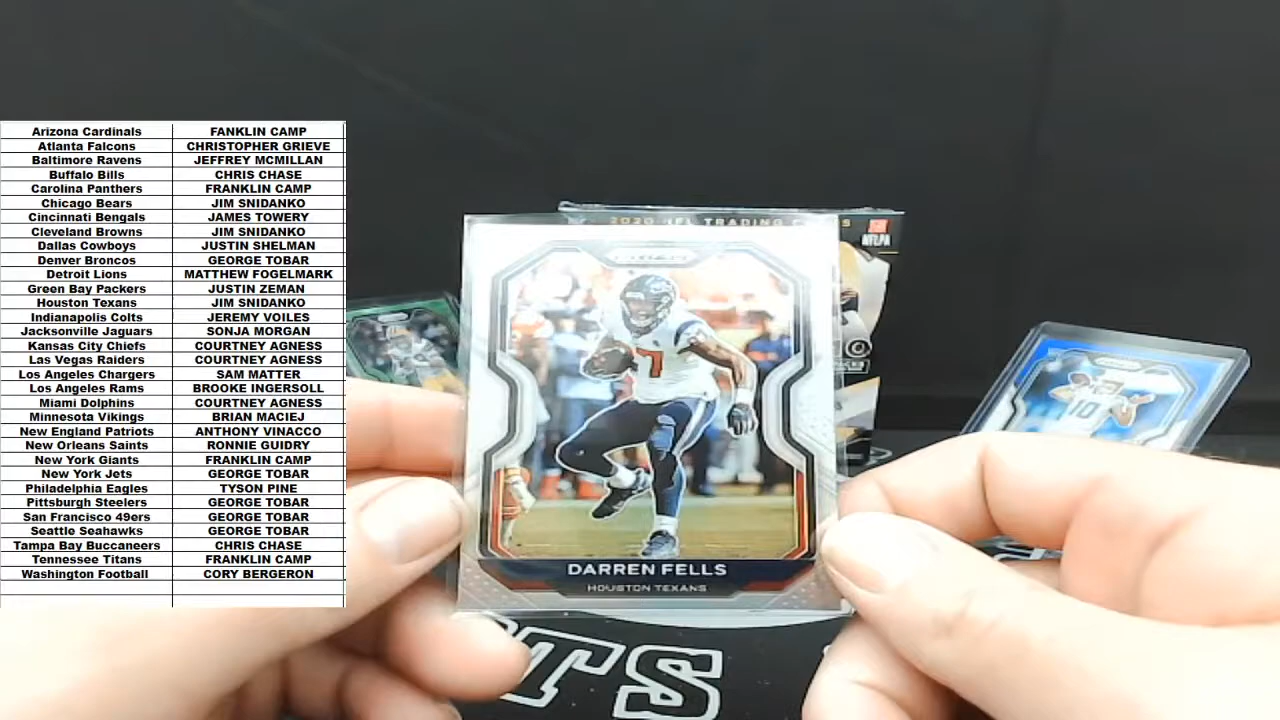 Arizona Cardinals FANKLIN CAMP
Atlanta Falcons CHRISTOPHER GRIEVE
Baltimore Ravens JEFFREY MCMILLAN
Buffalo Bills CHRIS CHASE
Carolina Panthers FRANKLIN CAMP
Chicago Bears JIM SNIDANKO
Cincinnati Bengals JAMES TOWERY
Cleveland Browns JIM SNIDANKO
Dallas Cowboys JUSTIN SHELMAN
Denver Broncos GEORGE TOBAR
Detroit Lions MATTHEW FOGELMARK
Green Bay Packers JUSTIN ZEMAN
Houston Texans JIM SNIDANKO
Indianapolis Colts JEREMY VOILES
Jacksonville Jaguars SONJA MORGAN
Kansas City Chiefs COURTNEY AGNESS
Las Vegas Raiders COURTNEY AGNESS
Los Angeles Chargers SAM MATTER
Los Angeles Rams BROOKE INGERSOLL
Miami Dolphins COURTNEY AGNESS
Minnesota Vikings BRIAN MACIEJ
New England Patriots ANTHONY VINACCO
New Orleans Saints RONNIE GUIDRY
New York Giants FRANKLIN CAMP
New York Jets GEORGE TOBAR
Philadelphia Eagles TYSON PINE
Pittsburgh Steelers GEORGE TOBAR
San Francisco 49ers GEORGE TOBAR
Seattle Seahawks GEORGE TOBAR
Tampa Bay Buccaneers CHRIS CHASE
Tennessee Titans FRANKLIN CAMP
Washington Football CORY BERGERON
2020 NFL TRADING
NFLPA
7
DARREN FELLS
HOUSTON TEXANS
10
TS